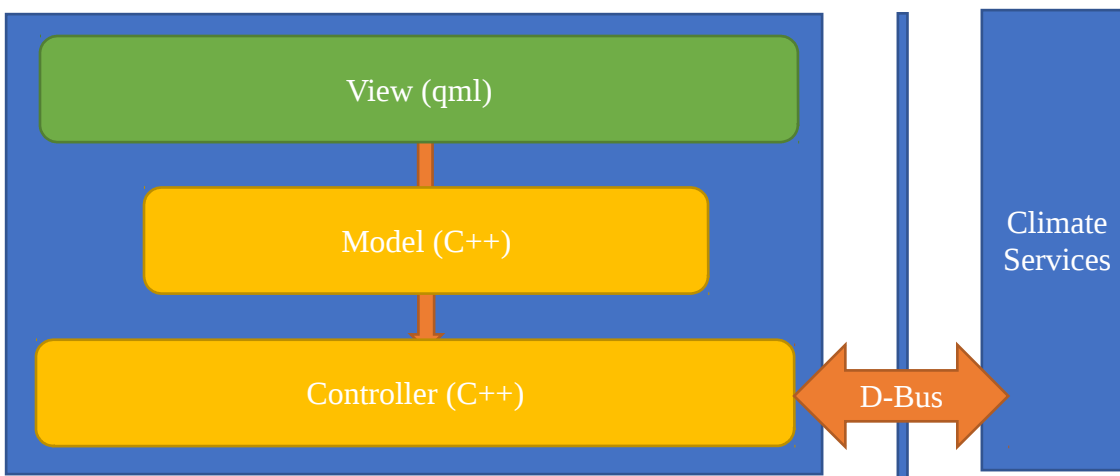 View (qml)
Model (C++)
Controller (C++)
D-Bus
Climate
Services